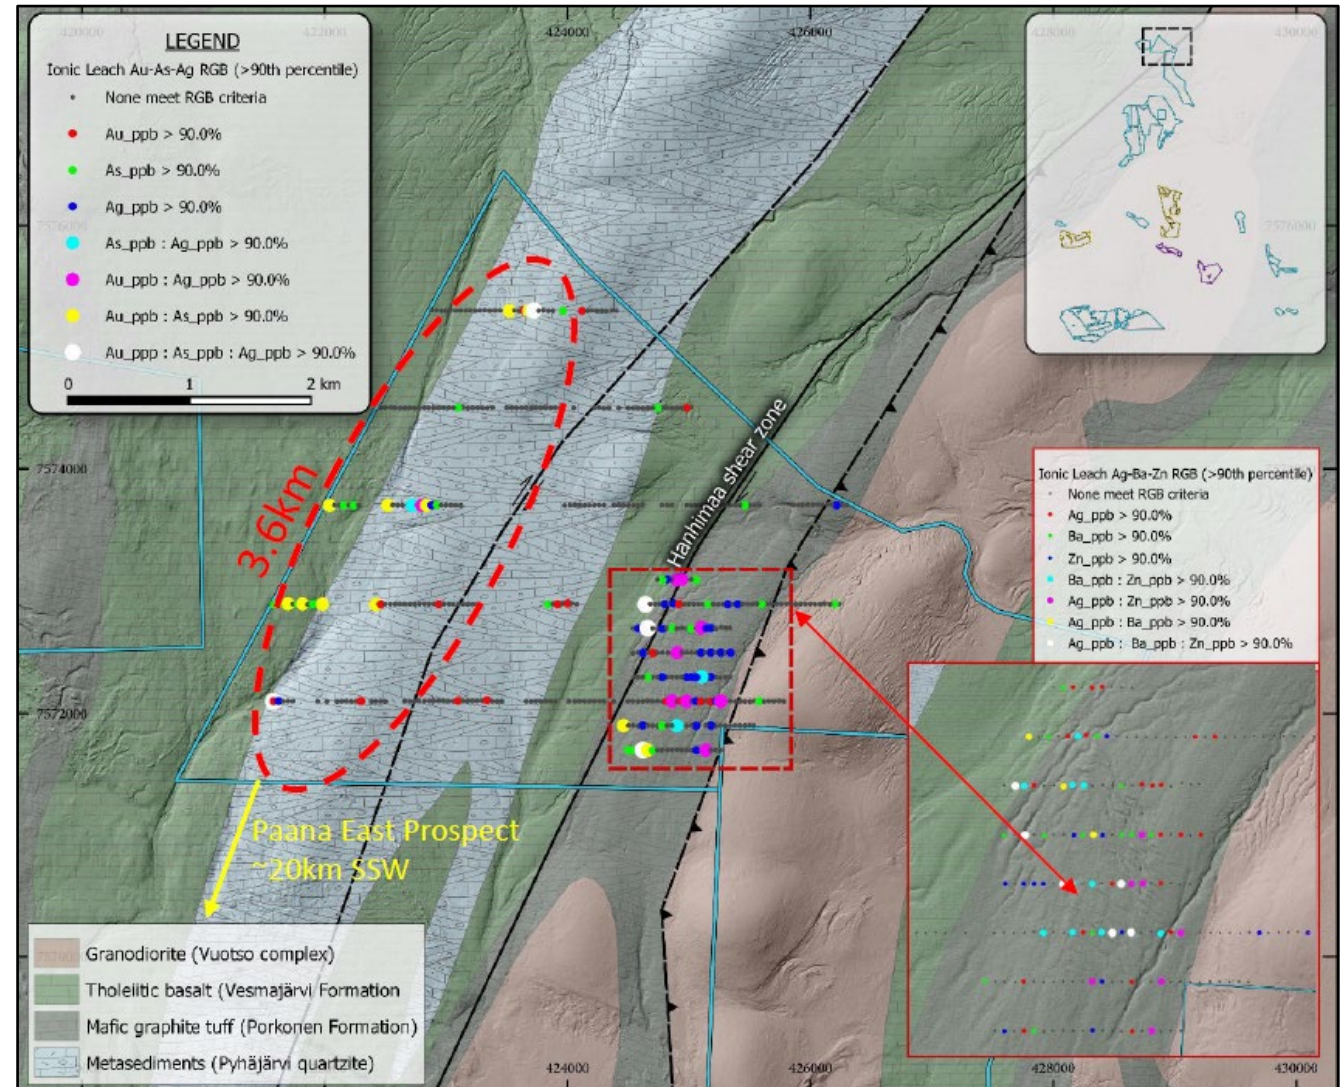 420000
422000
424000
426000
428000
430000
LEGEND
Ionic Leach Au-As-Ag RGB (>90th percentile)
None meet RGB criteria
Au_ppb > 90.0%
As_ppb > 90.0%
Ag_ppb > 90.0%
As_ppb : Ag_ppb > 90.0%
Au_ppb : Ag_ppb > 90.0%
Au_ppb : As_ppb > 90.0%
Au_ppp : As_ppb : Ag_ppb > 90.0%
0 1 2 km
7576000
7576000
7574000
3.6km
Hanhimaa shear zone
Ionic Leach Ag-Ba-Zn RGB (>90th percentile)
None meet RGB criteria
Ag_ppb > 90.0%
Ba_ppb > 90.0%
Zn_ppb > 90.0%
Ba_ppb : Zn_ppb > 90.0%
Ag_ppb : Zn_ppb > 90.0%
Ag_ppb : Ba_ppb > 90.0%
Ag_ppb : Ba_ppb : Zn_ppb > 90.0%
7572000
Paana East Prospect
~20km SSW
Granodiorite (Vuotso complex)
Tholeiitic basalt (Vesmajärvi Formation
Mafic graphite tuff (Porkonen Formation)
Metasediments (Pyhäjärvi quartzite)
424000
426000
428000
430000